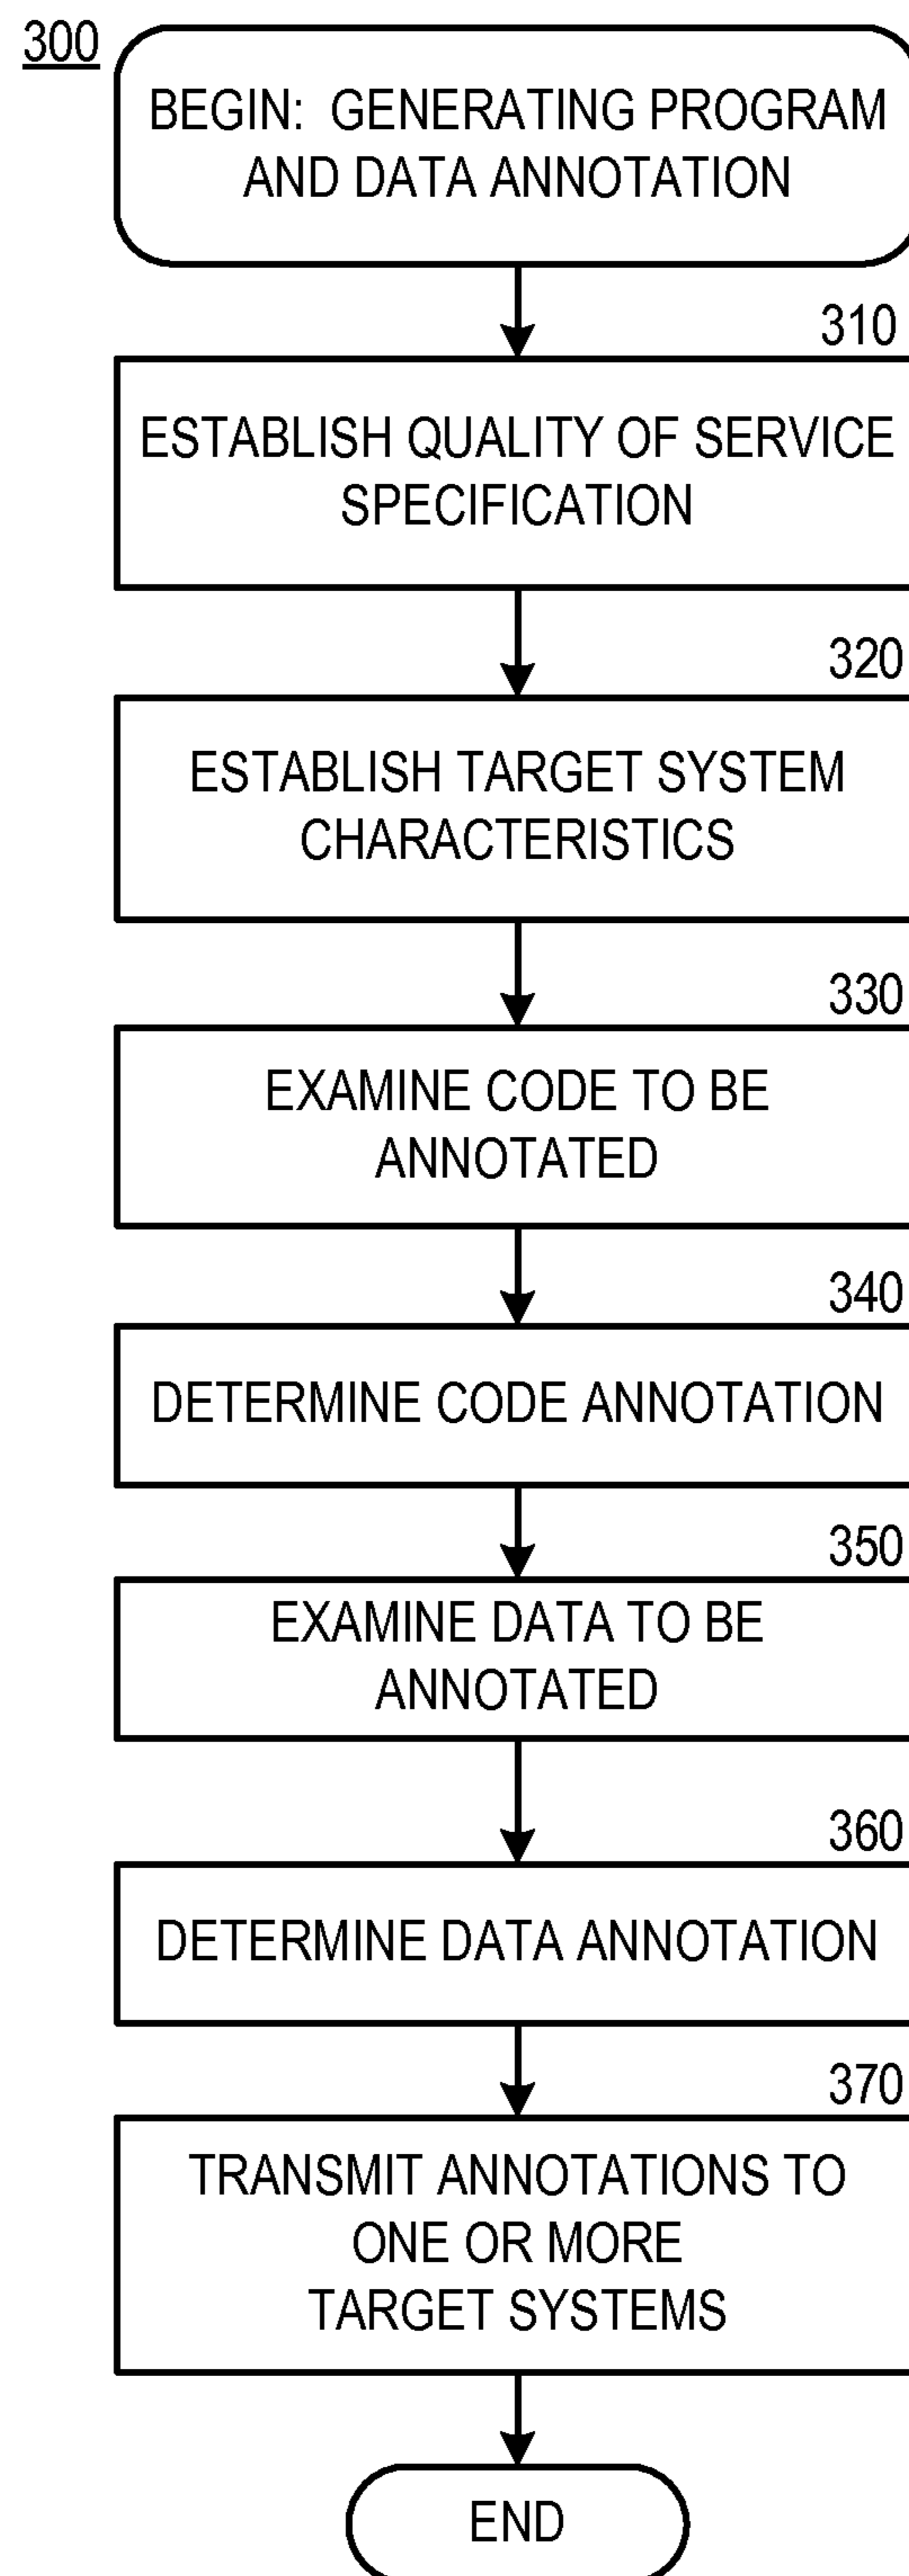 300
BEGIN: GENERATING PROGRAM
AND DATA ANNOTATION
310
ESTABLISH QUALITY OF SERVICE
SPECIFICATION
320
ESTABLISH TARGET SYSTEM
CHARACTERISTICS
330
EXAMINE CODE TO BE
ANNOTATED
340
DETERMINE CODE ANNOTATION
350
EXAMINE DATA TO BE
ANNOTATED
360
DETERMINE DATA ANNOTATION
370
TRANSMIT ANNOTATIONS TO
ONE OR MORE
TARGET SYSTEMS
END